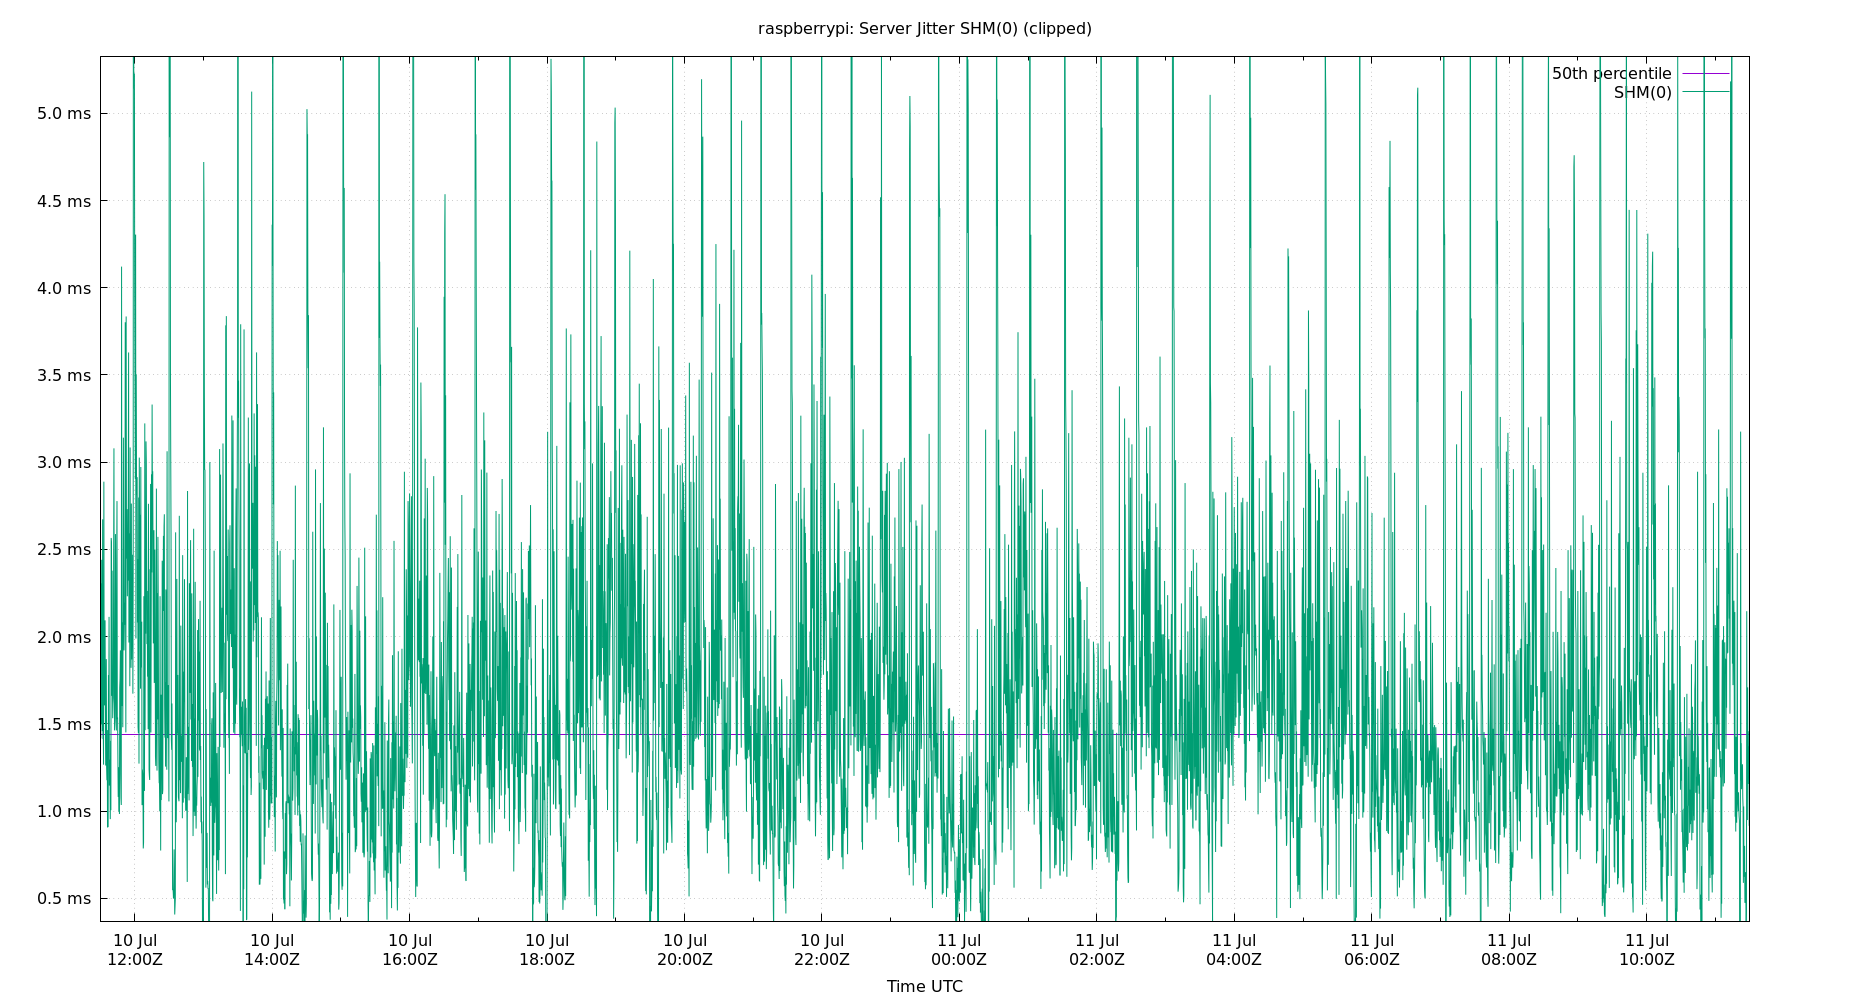 raspberrypi: Server Jitter SHM(0) (clipped)
50th percentile
SHM(0)
5.0 ms
4.5 ms
4.0 ms
3.5 ms
3.0 ms
2.5 ms
2.0 ms
1.5 ms
1.0 ms
0.5 ms
10 Jul 10 Jul 10 Jul 10 Jul 10 Jul 10 Jul 11 Jul 11 Jul 11 Jul 11 Jul 11 Jul 11 Jul
12:00Z 14:00Z 16:00Z 18:00Z 20:00Z 22:00Z 00:00Z 02:00Z 04:00Z 06:00Z 08:00Z 10:00Z
Time UTC